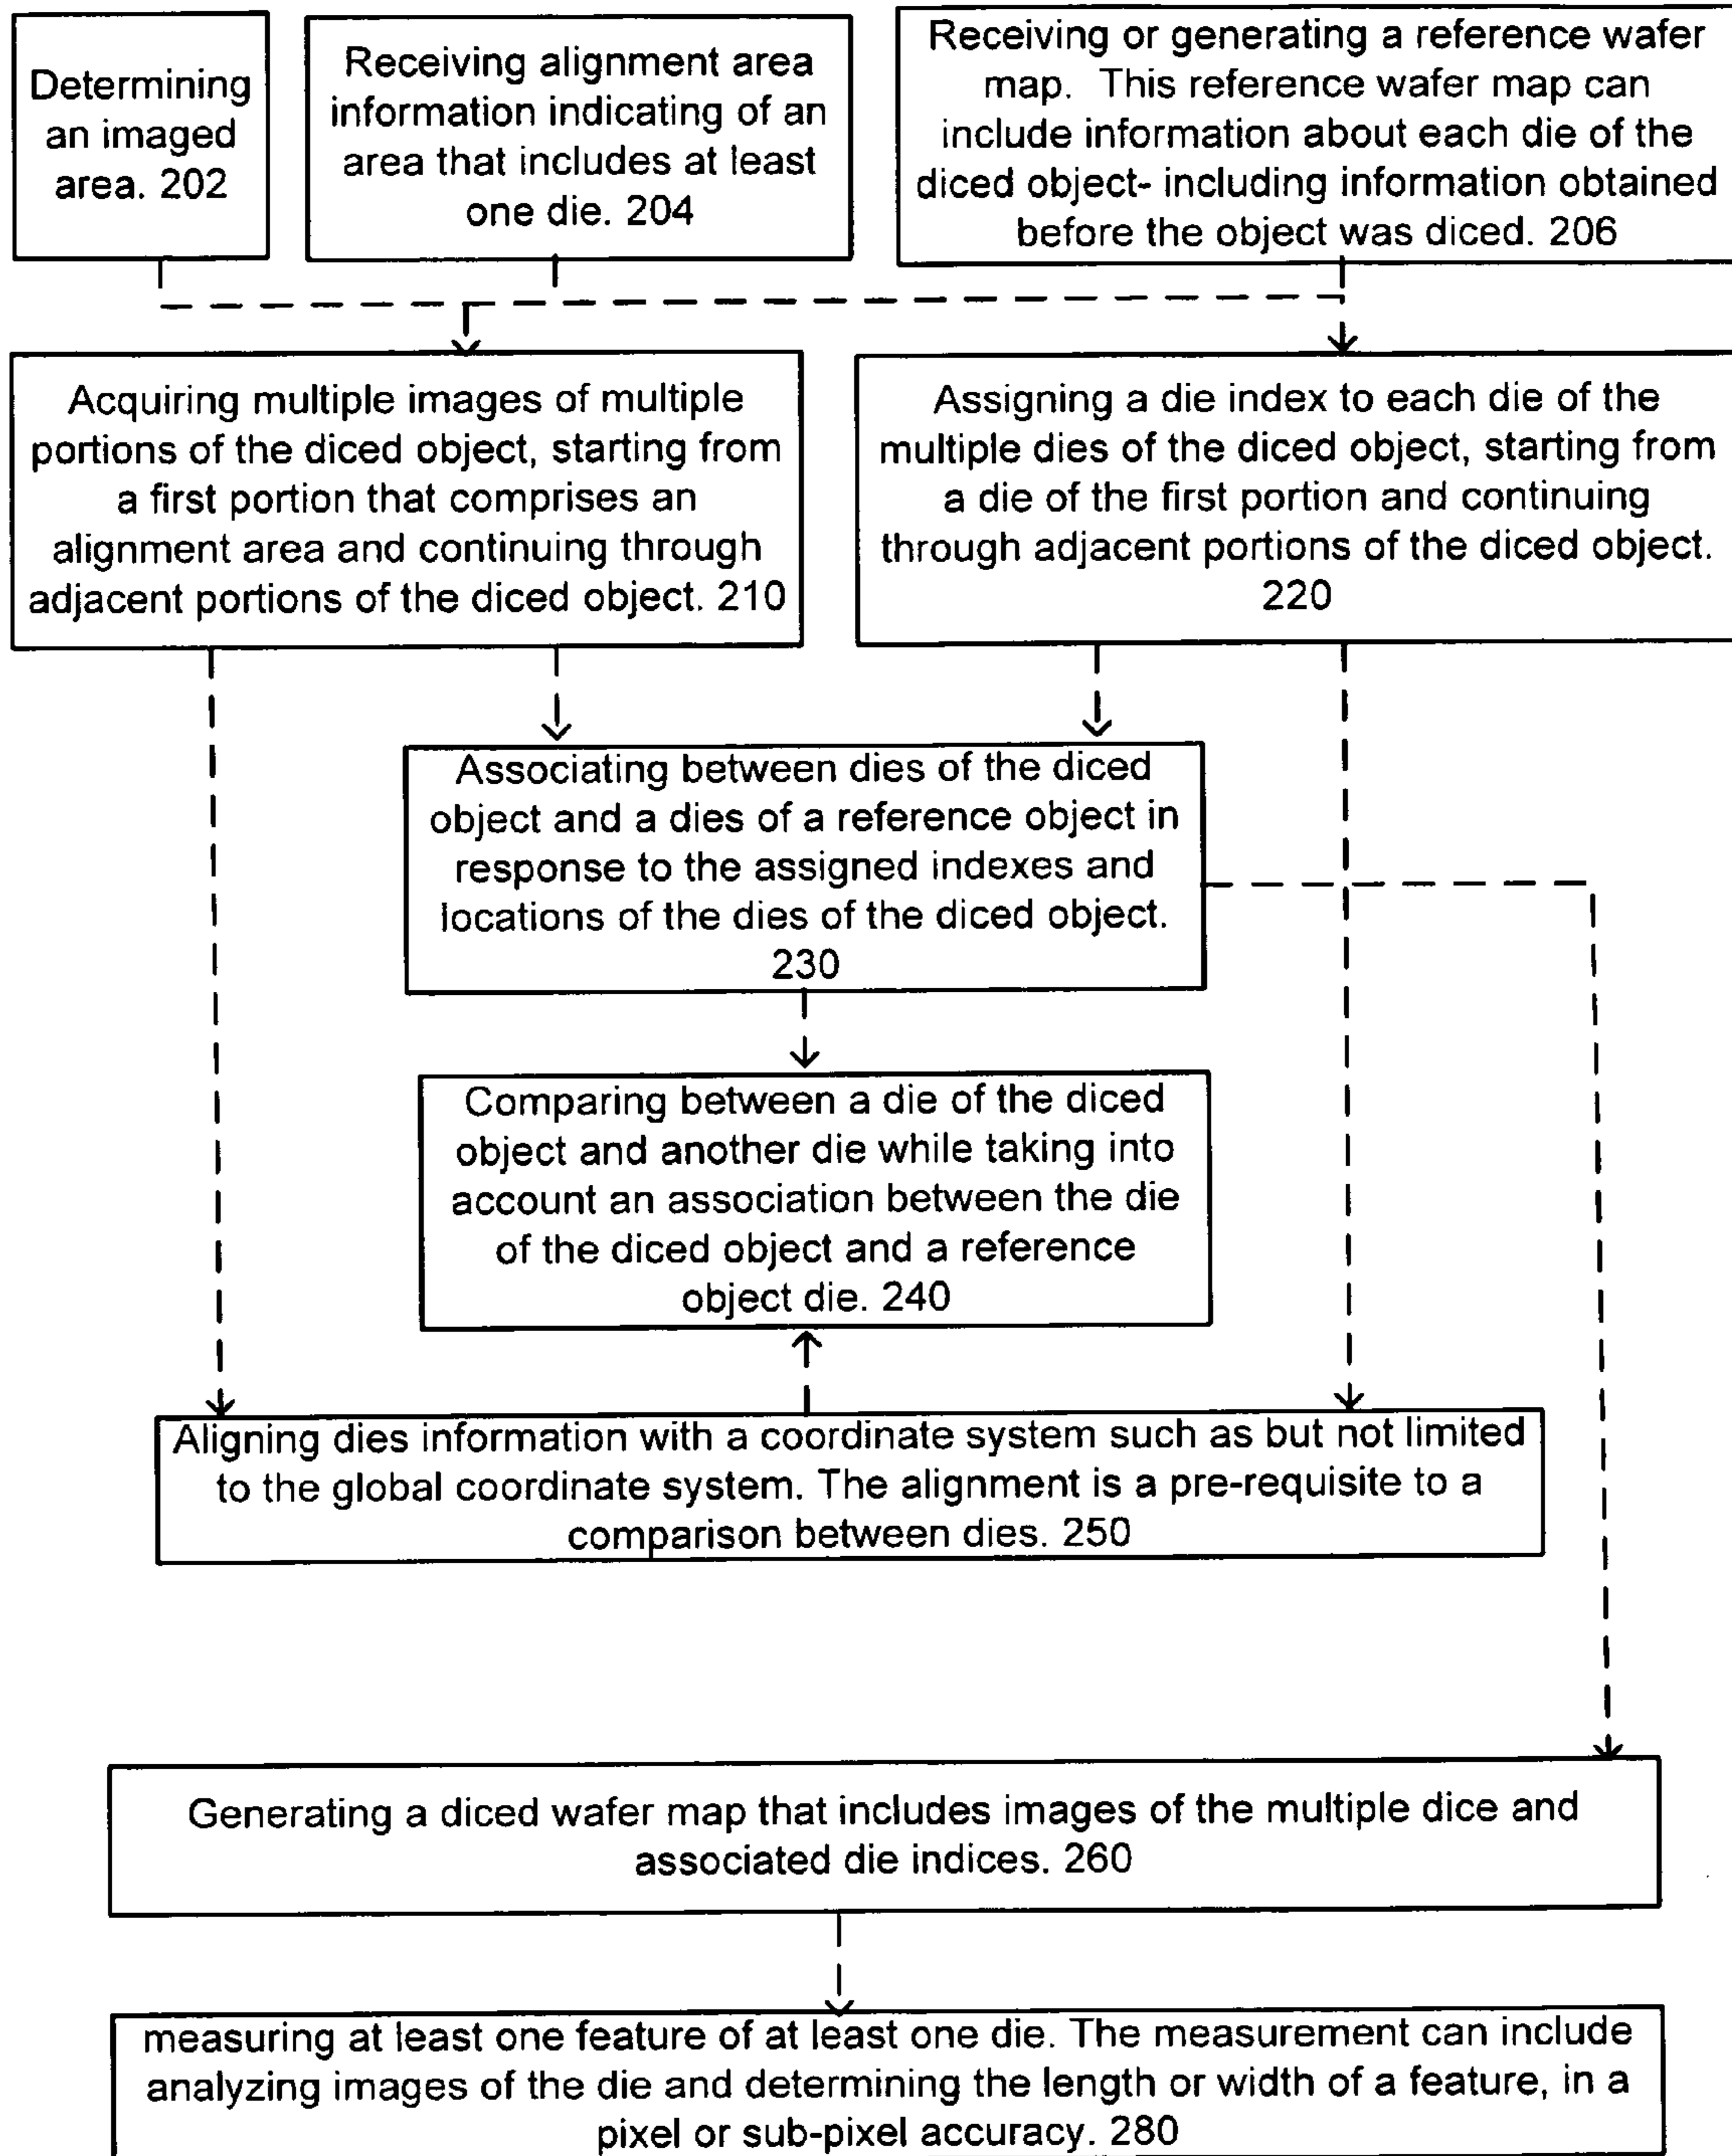 Determining
an imaged
area. 202
Receiving alignment area
information indicating of an
area that includes at least
one die. 204
Receiving or generating a reference wafer
map.  This reference wafer map can
include information about each die of the
diced object- including information obtained
before the object was diced. 206
Acquiring multiple images of multiple
portions of the diced object, starting from
a first portion that comprises an
alignment area and continuing through
adjacent portions of the diced object. 210
Assigning a die index to each die of the
multiple dies of the diced object, starting from
a die of the first portion and continuing
through adjacent portions of the diced object.
220
Associating between dies of the diced
object and a dies of a reference object in
response to the assigned indexes and
locations of the dies of the diced object.
230
Comparing between a die of the diced
object and another die while taking into
account an association between the die
of the diced object and a reference
object die. 240
Aligning dies information with a coordinate system such as but not limited
to the global coordinate system. The alignment is a pre-requisite to a
comparison between dies. 250
Generating a diced wafer map that includes images of the multiple dice and
associated die indices. 260
measuring at least one feature of at least one die. The measurement can include
analyzing images of the die and determining the length or width of a feature, in a
pixel or sub-pixel accuracy. 280